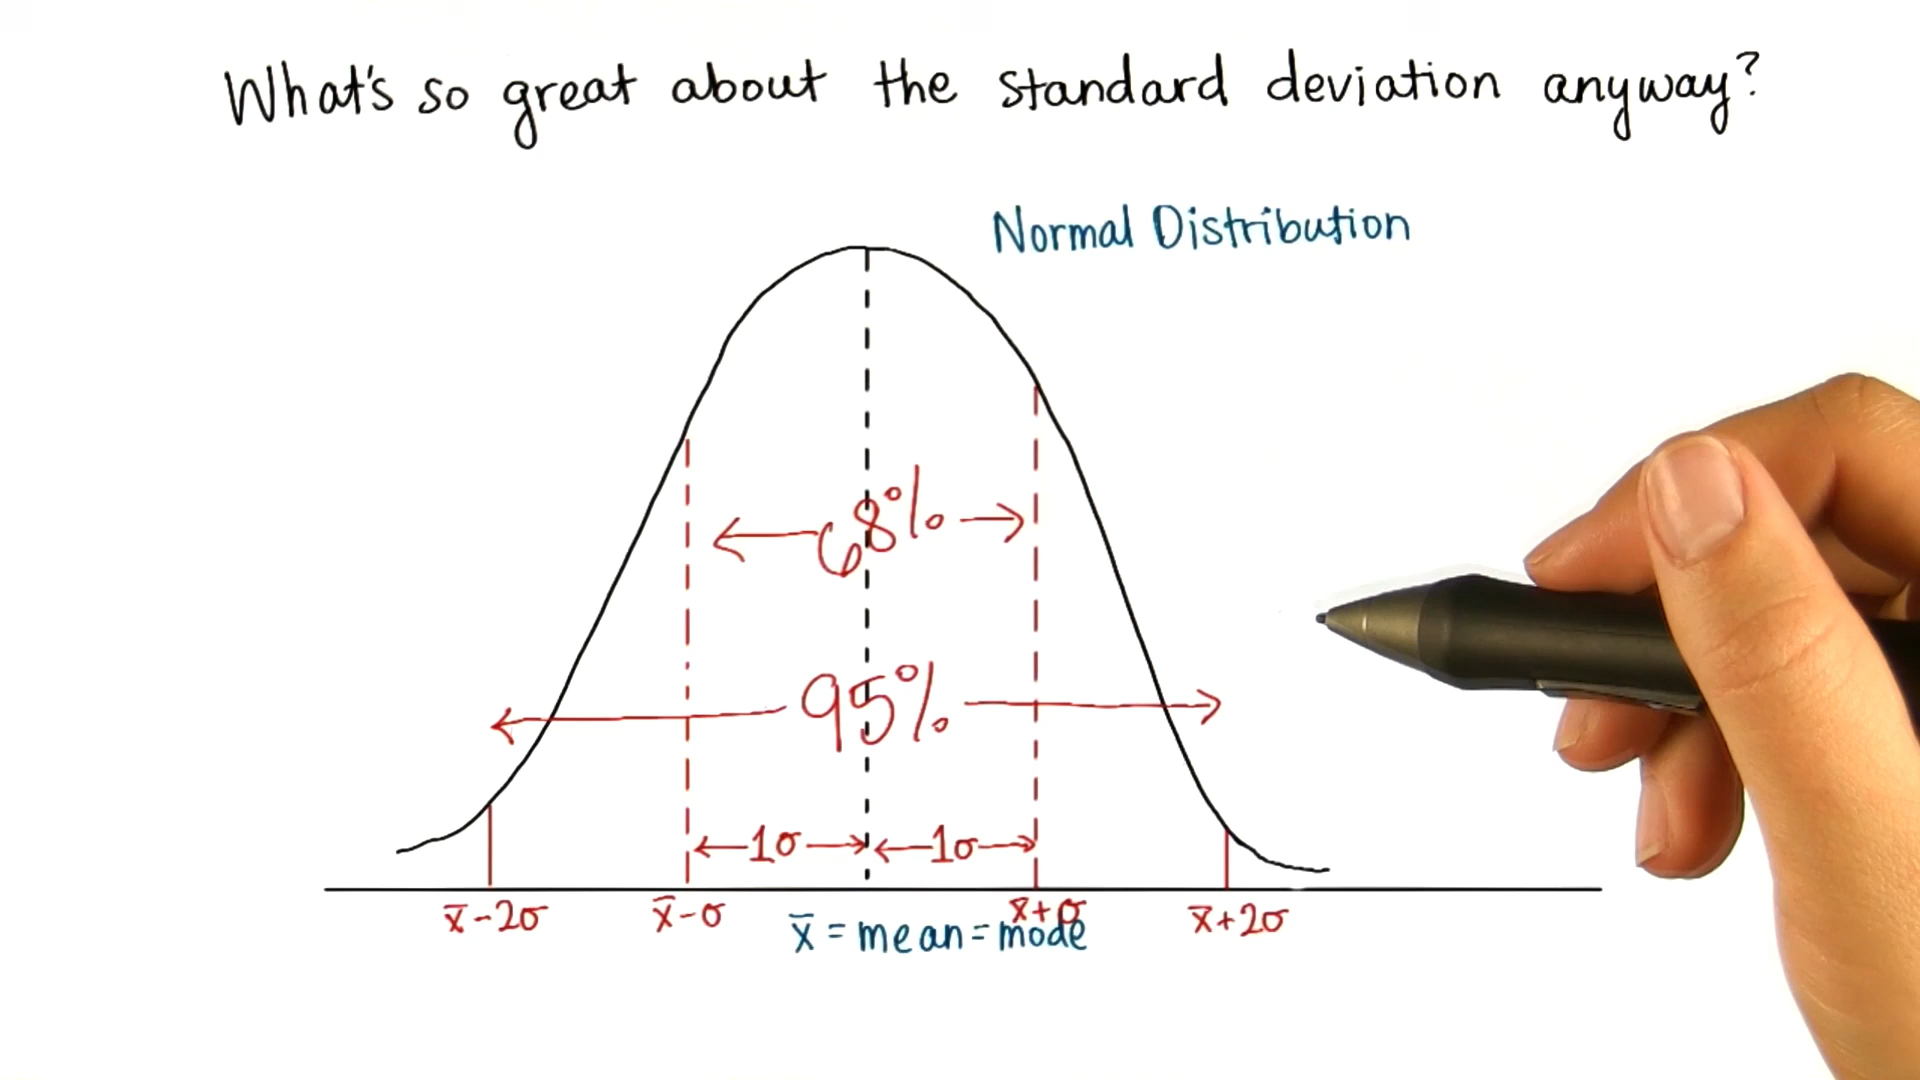 What's so great about the standard deviation anyway?
Normal Distribution
68%
95%
1σ 1σ
x̄-2σ x̄-σ x̄+σ x̄+2σ
x̄ = mean = mode